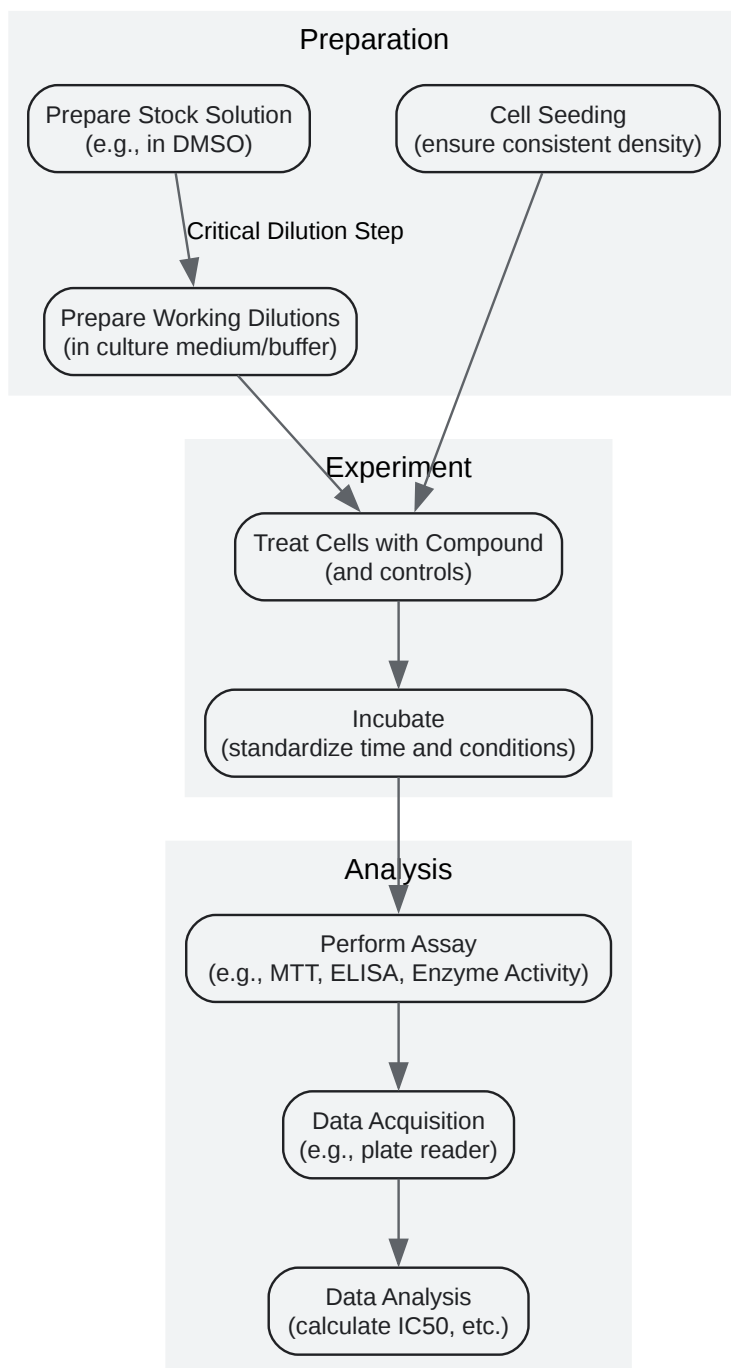 Preparation
Prepare Stock Solution
(e.g., in DMSO)
Cell Seeding
(ensure consistent density)
Critical Dilution Step
Prepare Working Dilutions
(in culture medium/buffer)
Experiment
Treat Cells with Compound
(and controls)
Incubate
(standardize time and conditions)
Analysis
Perform Assay
(e.g., MTT, ELISA, Enzyme Activity)
Data Acquisition
(e.g., plate reader)
Data Analysis
(calculate IC50, etc.)